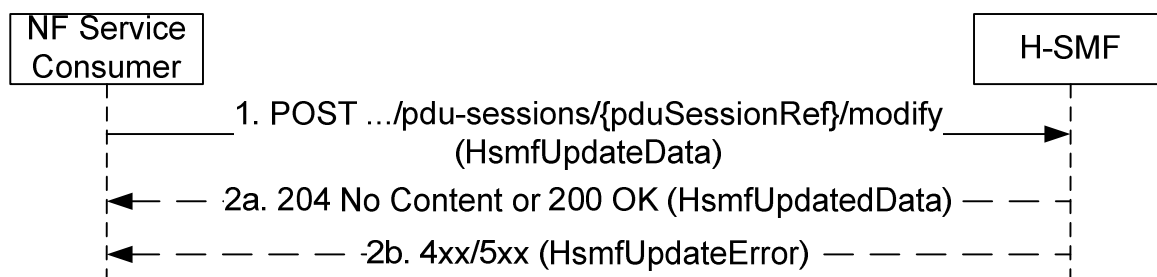 NF Service
Consumer
H-SMF
1. POST .../pdu-sessions/{pduSessionRef}/modify
(HsmfUpdateData)
2a. 204 No Content or 200 OK (HsmfUpdatedData)
2b. 4xx/5xx (HsmfUpdateError)